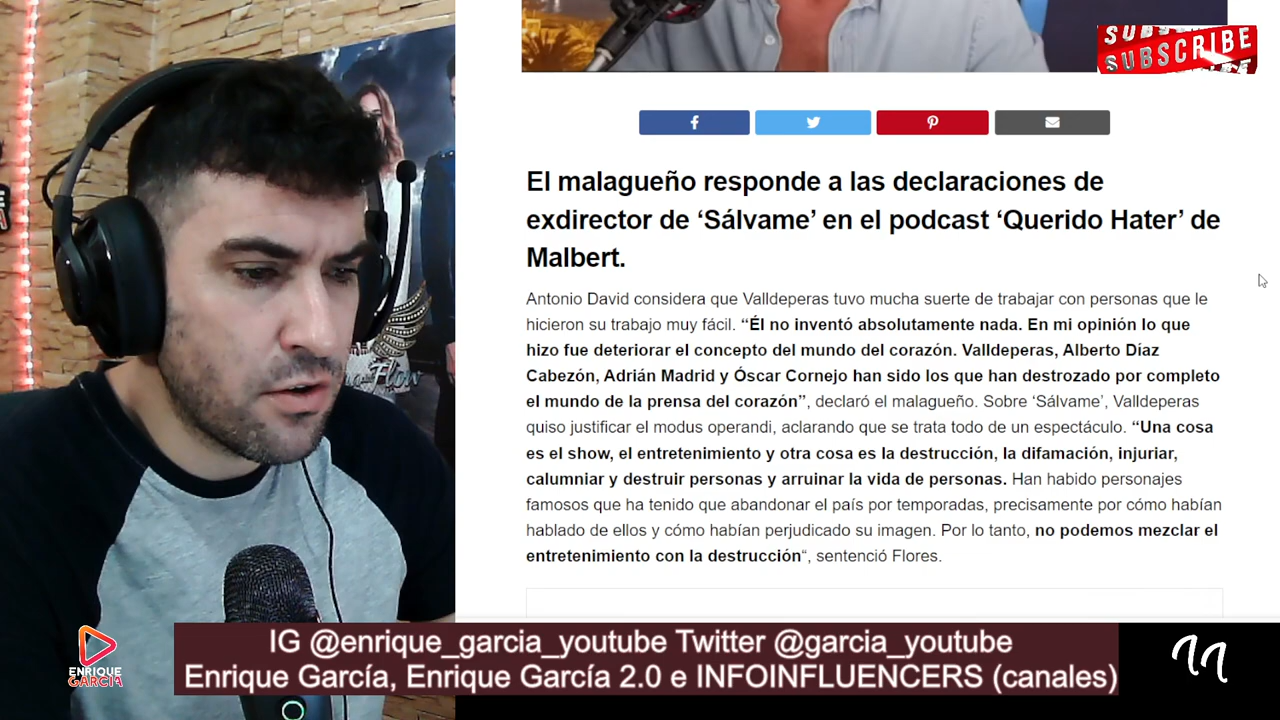 SUBSCRIBE
El malagueño responde a las declaraciones de
exdirector de ‘Sálvame’ en el podcast ‘Querido Hater’ de
Malbert.
Antonio David considera que Valldeperas tuvo mucha suerte de trabajar con personas que le
hicieron su trabajo muy fácil. “Él no inventó absolutamente nada. En mi opinión lo que
hizo fue deteriorar el concepto del mundo del corazón. Valldeperas, Alberto Díaz
Cabezón, Adrián Madrid y Óscar Cornejo han sido los que han destrozado por completo
el mundo de la prensa del corazón”, declaró el malagueño. Sobre ‘Sálvame’, Valldeperas
quiso justificar el modus operandi, aclarando que se trata todo de un espectáculo. “Una cosa
es el show, el entretenimiento y otra cosa es la destrucción, la difamación, injuriar,
calumniar y destruir personas y arruinar la vida de personas. Han habido personajes
famosos que ha tenido que abandonar el país por temporadas, precisamente por cómo habían
hablado de ellos y cómo habían perjudicado su imagen. Por lo tanto, no podemos mezclar el
entretenimiento con la destrucción“, sentenció Flores.
Flow
IG @enrique_garcia_youtube Twitter @garcia_youtube
Enrique García, Enrique García 2.0 e INFOINFLUENCERS (canales)
ENRIQUE
GARCÍA